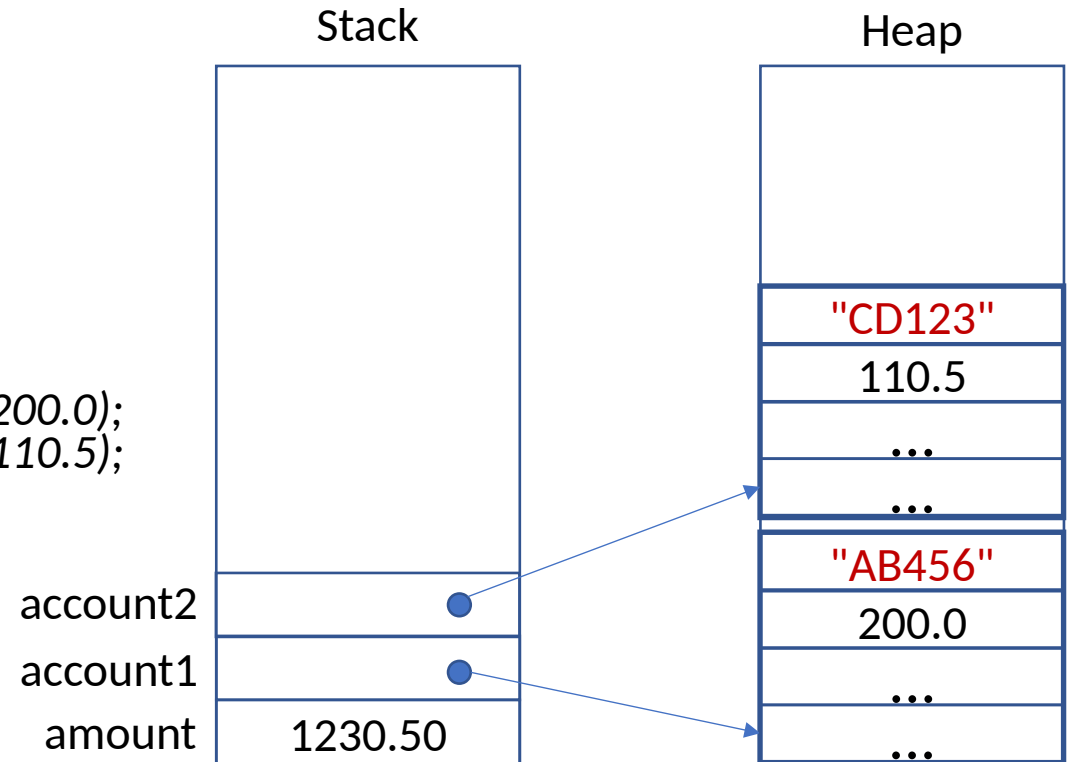 Stack
Heap
"CD123"
110.5
200.0);
110.5);
...
...
"AB456"
account2
200.0
account1
...
amount
1230.50
...